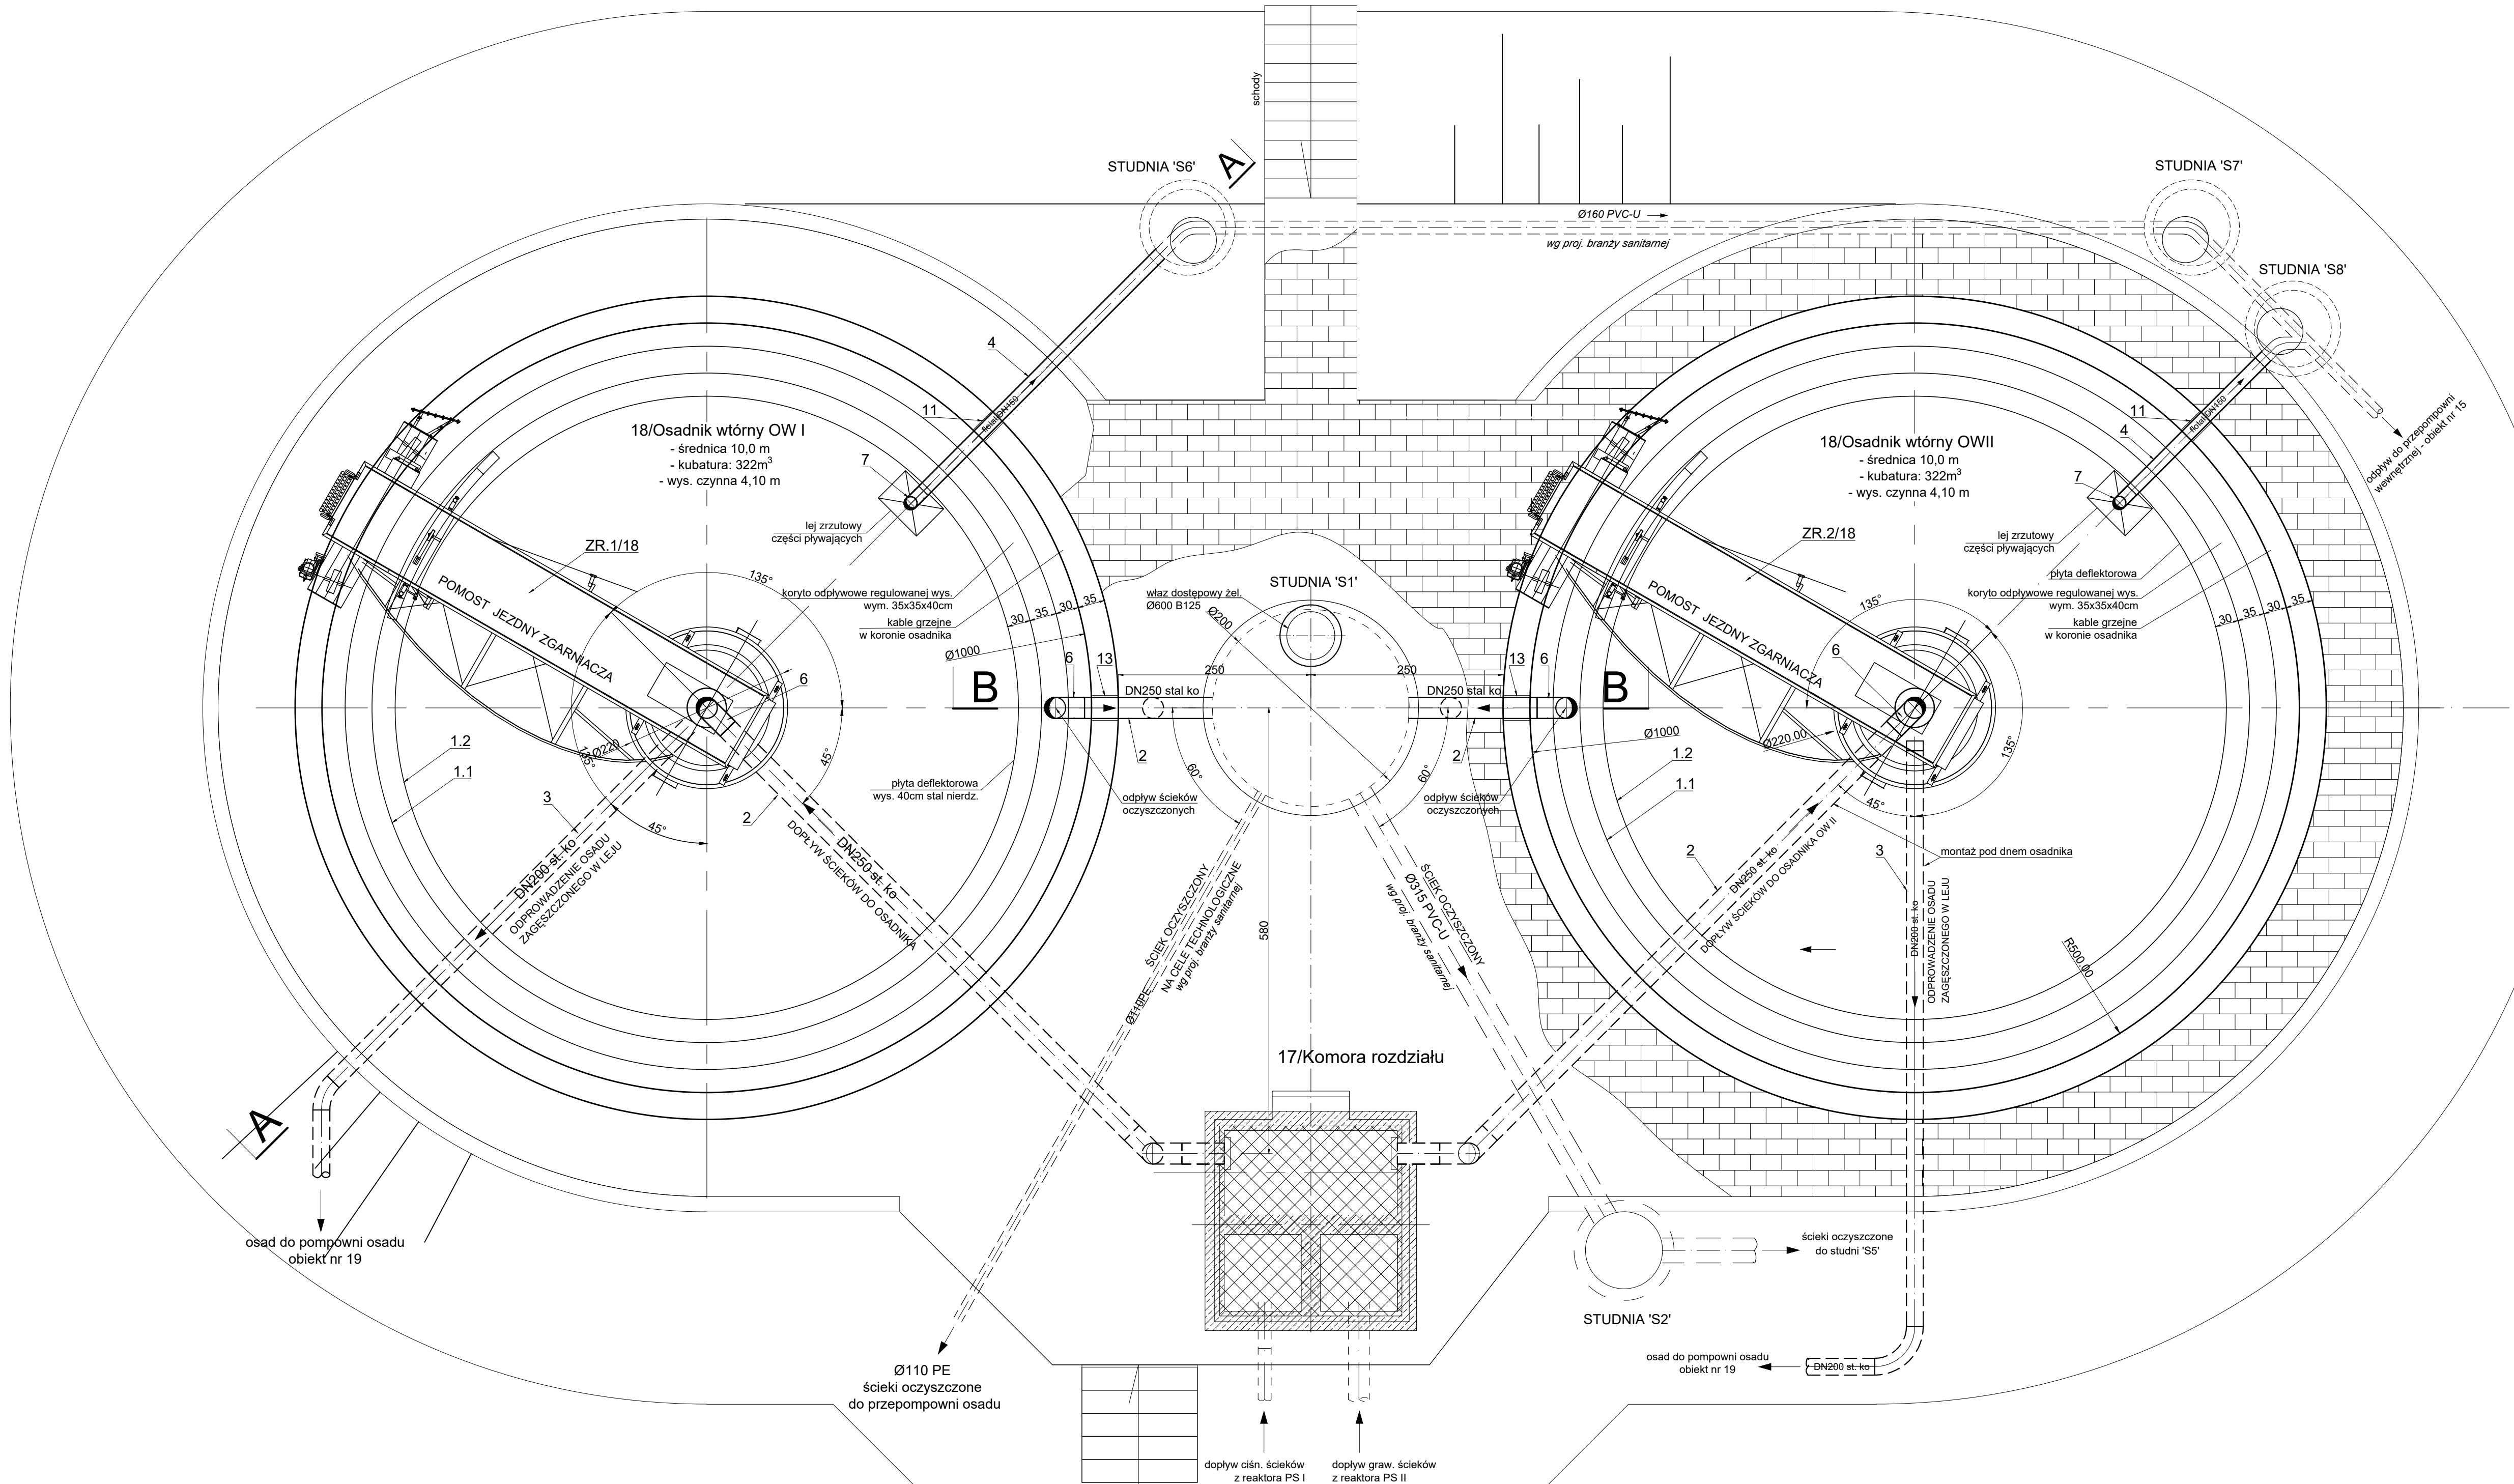 schody
STUDNIA 'S6'
A
Ø160 PVC-U
wg proj. branży sanitarnej
STUDNIA 'S7'
STUDNIA 'S8'
odpływ do przepompowni
wewnętrznej - obiekt nr 15
4
11
18/Osadnik wtórny OW I
- średnica 10,0 m
- kubatura: 322m³
- wys. czynna 4,10 m
7
lej zrzutowy
części pływających
ZR.1/18
POMOST JEZDNY ZGARNIACZA
135°
koryto odpływowe regulowanej wys.
wym. 35x35x40cm
kable grzejne
w koronie osadnika
30
35
30
35
Ø1000
B
6
13
6
Ø220
135°
45°
45°
1.2
1.1
3
2
DN200 st. ko
ODPROWADZENIE OSADU
ZAGĘSZCZONEGO W LEJU
DN250 st. ko
DOPŁYW ŚCIEKÓW DO OSADNIKA
płyta deflektorowa
wys. 40cm stal nierdz.
A
osad do pompowni osadu
obiekt nr 19
STUDNIA 'S1'
właz dostępowy żel.
Ø600 B125
Ø200
250
250
DN250 stal ko
DN250 stal ko
2
2
60°
60°
odpływ ścieków
oczyszczonych
odpływ ścieków
oczyszczonych
580
ŚCIEK OCZYSZCZONY
NA CELE TECHNOLOGICZNE
wg proj. branży sanitarnej
Ø110PE
ŚCIEK OCZYSZCZONY
Ø315 PVC-U
wg proj. branży sanitarnej
17/Komora rozdziału
Ø110 PE
ścieki oczyszczone
do przepompowni osadu
dopływ ciśn. ścieków
z reaktora PS I
dopływ graw. ścieków
z reaktora PS II
STUDNIA 'S2'
ścieki oczyszczone
do studni 'S5'
18/Osadnik wtórny OWII
- średnica 10,0 m
- kubatura: 322m³
- wys. czynna 4,10 m
11
4
7
lej zrzutowy
części pływających
płyta deflektorowa
koryto odpływowe regulowanej wys.
wym. 35x35x40cm
kable grzejne
w koronie osadnika
30
35
30
35
ZR.2/18
POMOST JEZDNY ZGARNIACZA
135°
6
13
6
B
Ø1000
Ø220.00
135°
45°
1.2
1.1
2
3
montaż pod dnem osadnika
DN250 st. ko
DOPŁYW ŚCIEKÓW DO OSADNIKA OW II
DN200 st. ko
ODPROWADZENIE OSADU
ZAGĘSZCZONEGO W LEJU
R500.00
osad do pompowni osadu
obiekt nr 19
DN200 st. ko